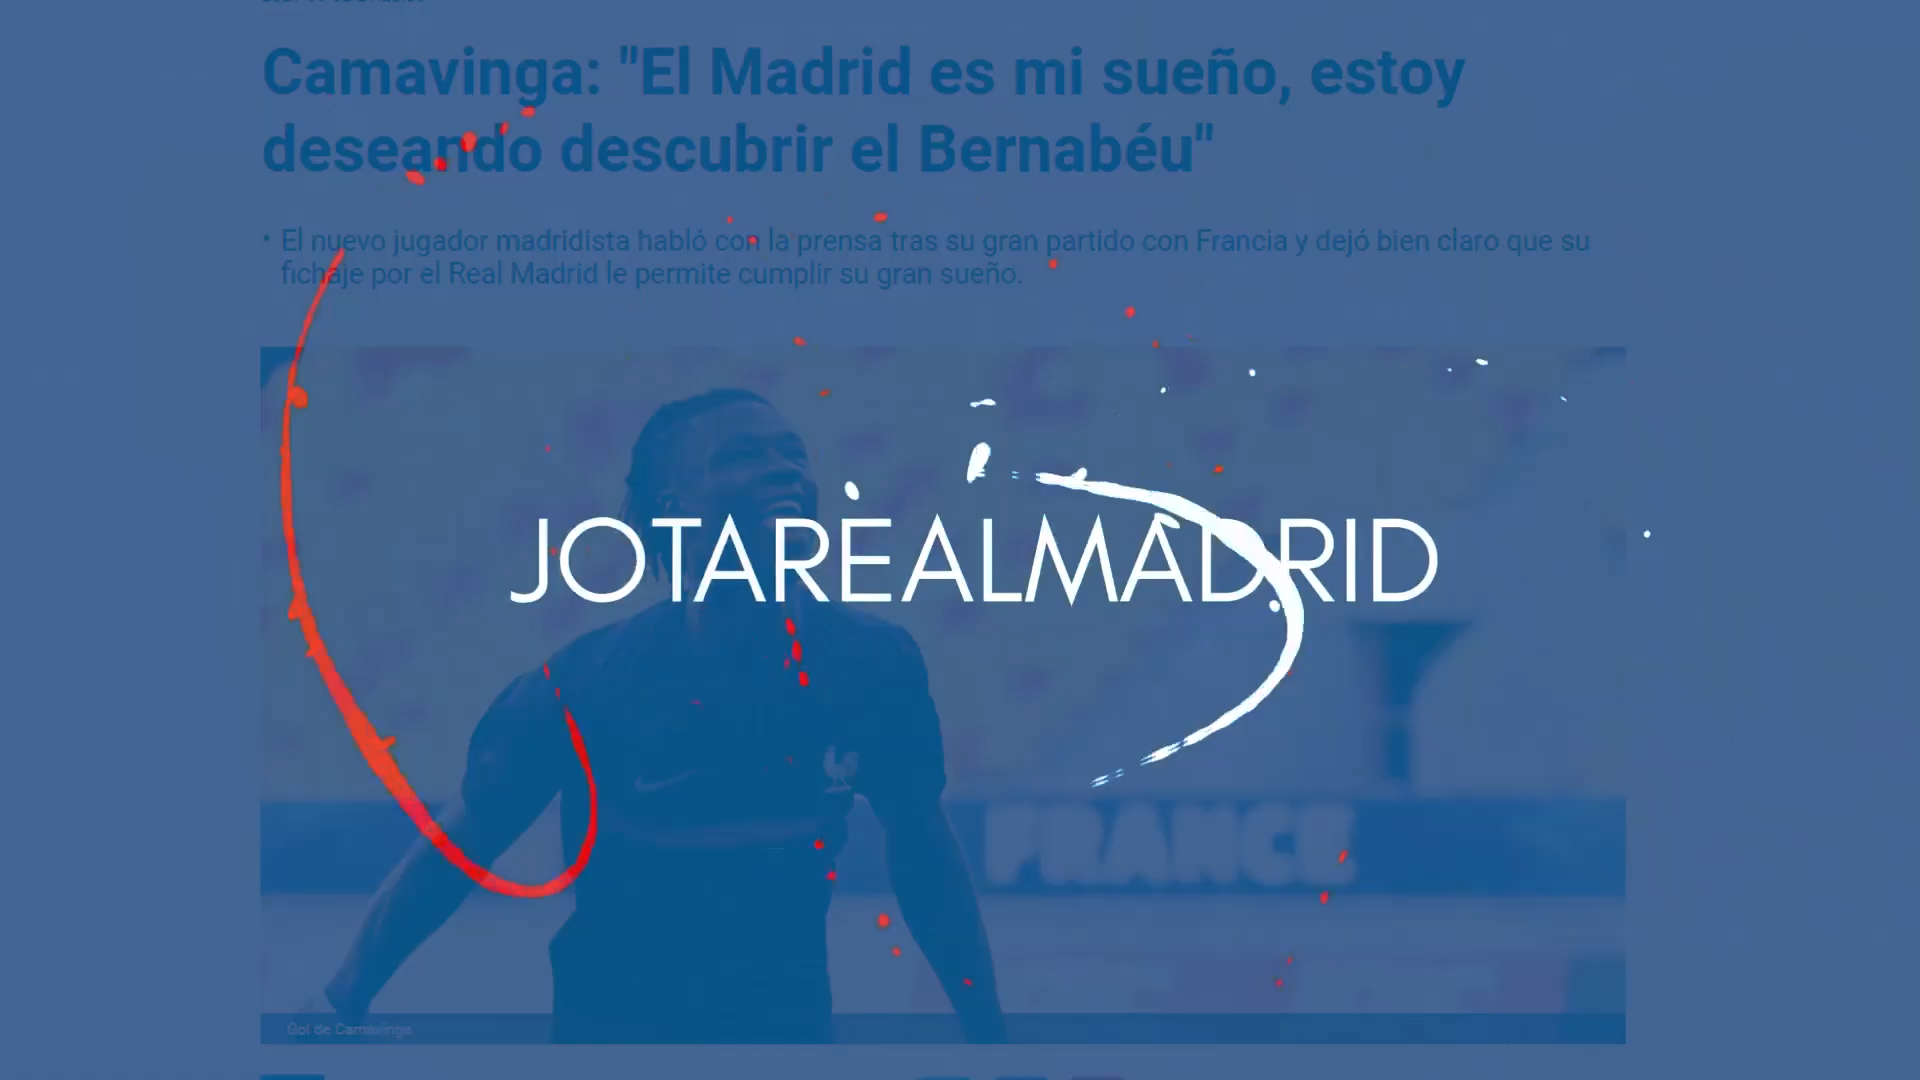 Camavinga: "El Madrid es mi sueño, estoy
deseando descubrir el Bernabéu"
• El nuevo jugador madridista habló con la prensa tras su gran partido con Francia y dejó bien claro que su
fichaje por el Real Madrid le permite cumplir su gran sueño.
JOTAREALMADRID
FRANCE
Gol de Camavinga